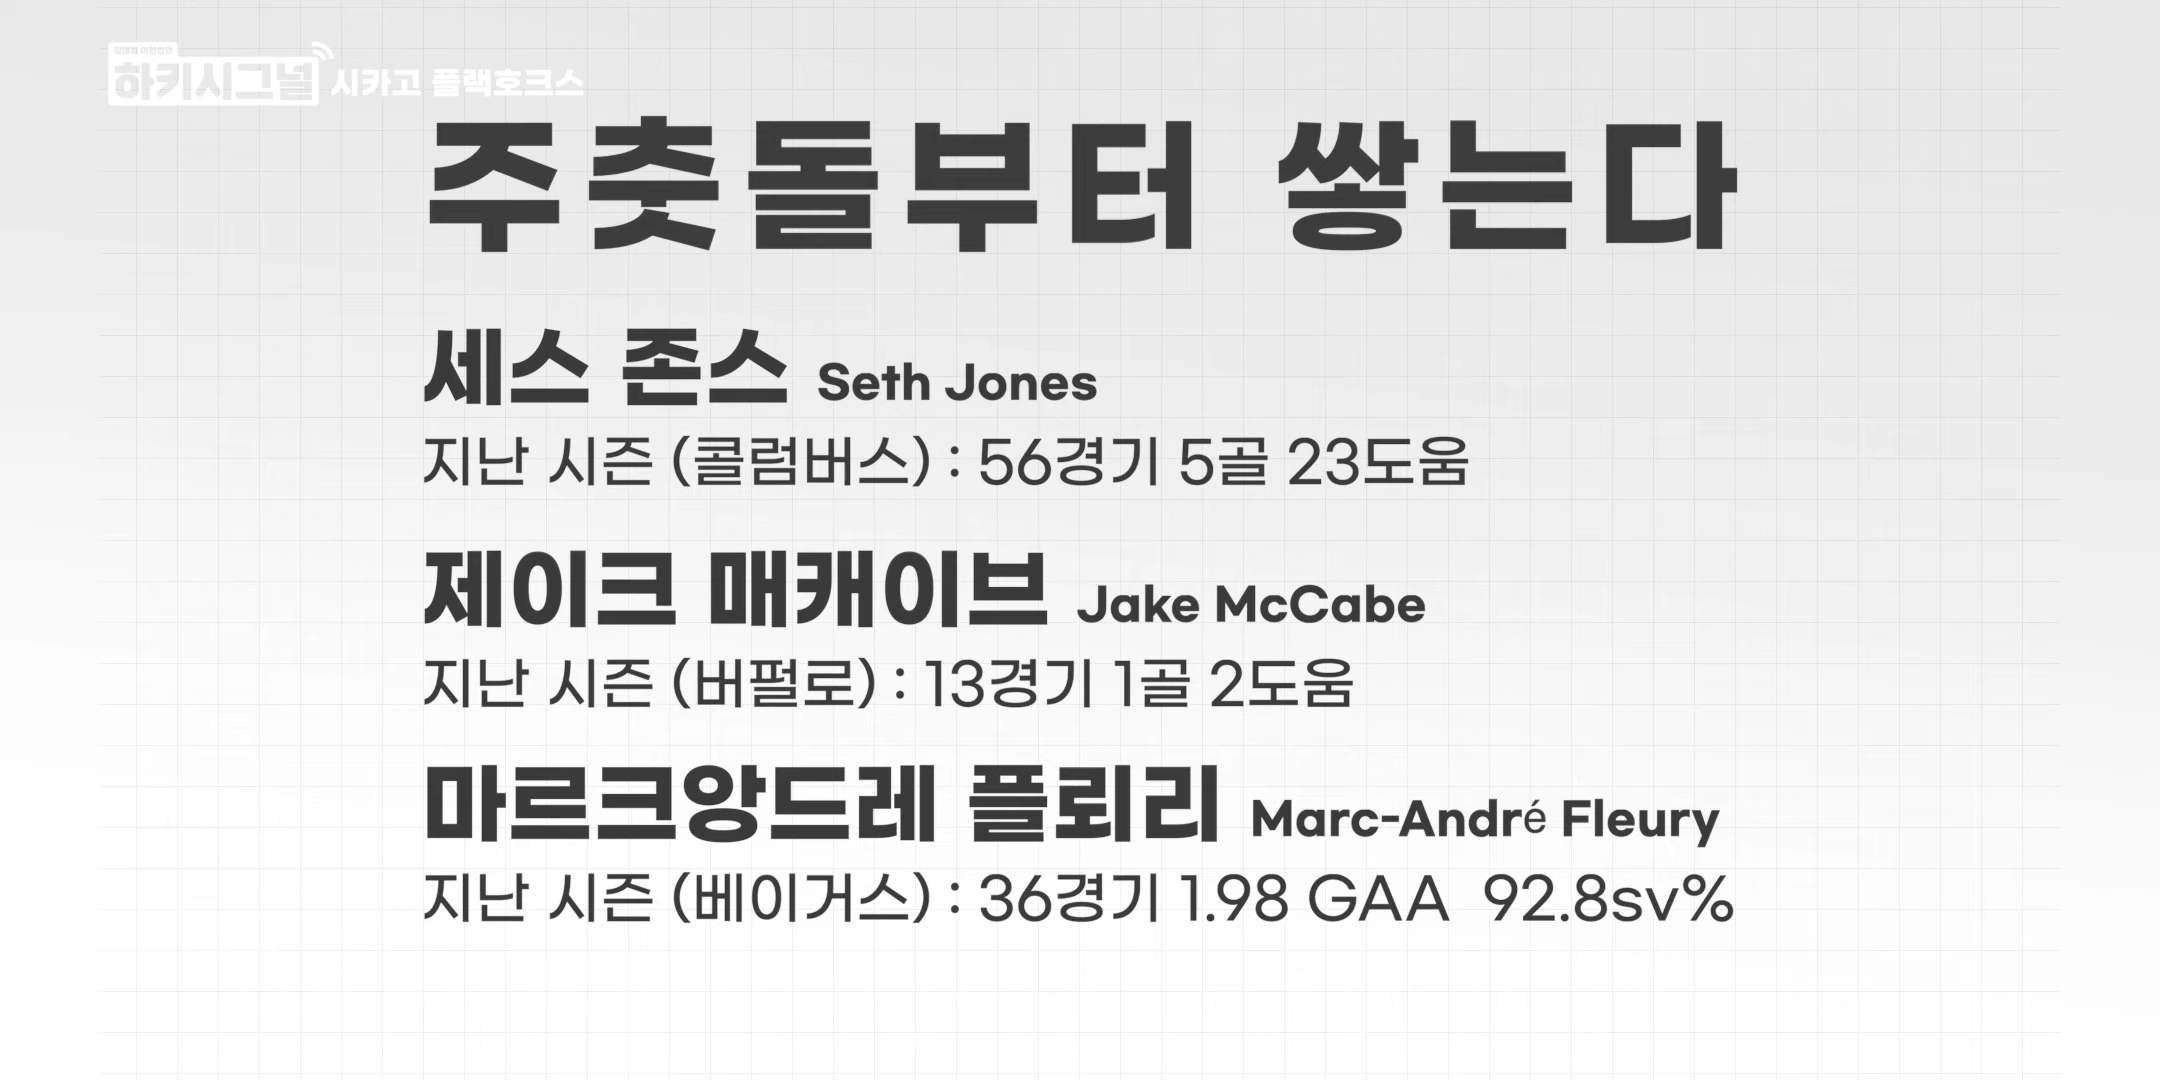 하키시그널 시카고 플랙호크스
주춧돌부터 쌓는다
세스 존스 Seth Jones
지난 시즌 (콜럼버스) : 56경기 5골 23도움
제이크 매캐이브 Jake McCabe
지난 시즌 (버펄로) : 13경기 1골 2도움
마르크앙드레 플뢰리 Marc-André Fleury
지난 시즌 (베이거스) : 36경기 1.98 GAA 92.8sv%